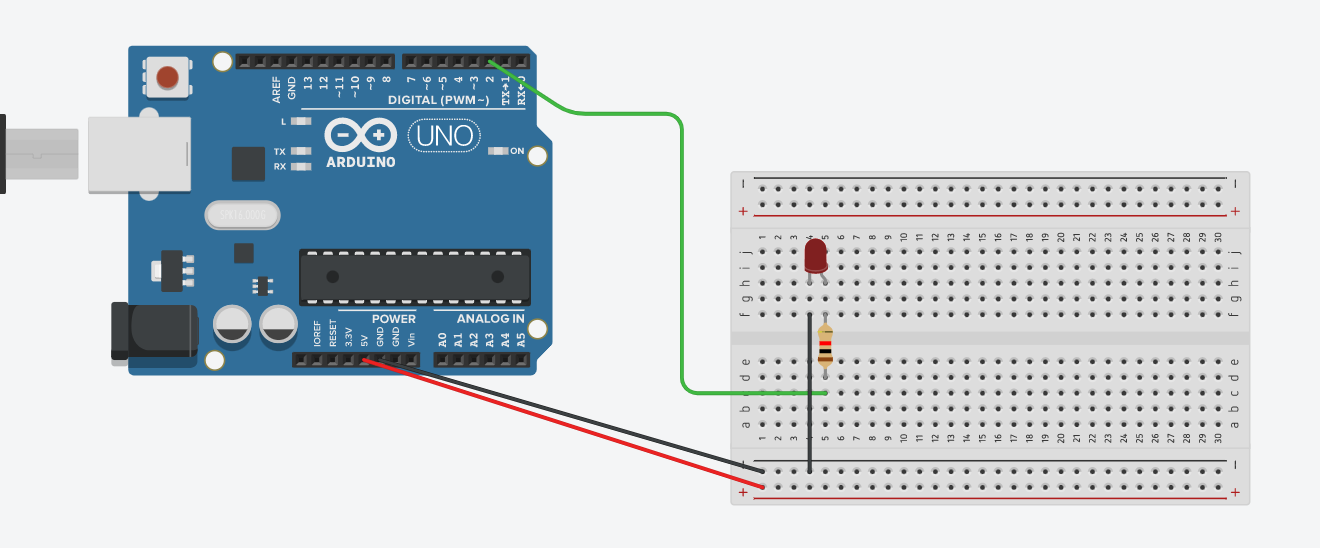 AREF GND 13 12 ~11 ~10 ~9 8 7 ~6 ~5 4 ~3 2 TX→1 RX←0
DIGITAL (PWM~)
L
TX
RX
UNO
ON
ARDUINO
POWER
ANALOG IN
IOREF RESET 3.3V 5V GND GND Vin A0 A1 A2 A3 A4 A5
− −
+ +
1 2 3 4 5 6 7 8 9 10 11 12 13 14 15 16 17 18 19 20 21 22 23 24 25 26 27 28 29 30
j j
i i
h h
g g
f f
e e
d d
c c
b b
a a
1 2 3 4 5 6 7 8 9 10 11 12 13 14 15 16 17 18 19 20 21 22 23 24 25 26 27 28 29 30
− −
+ +